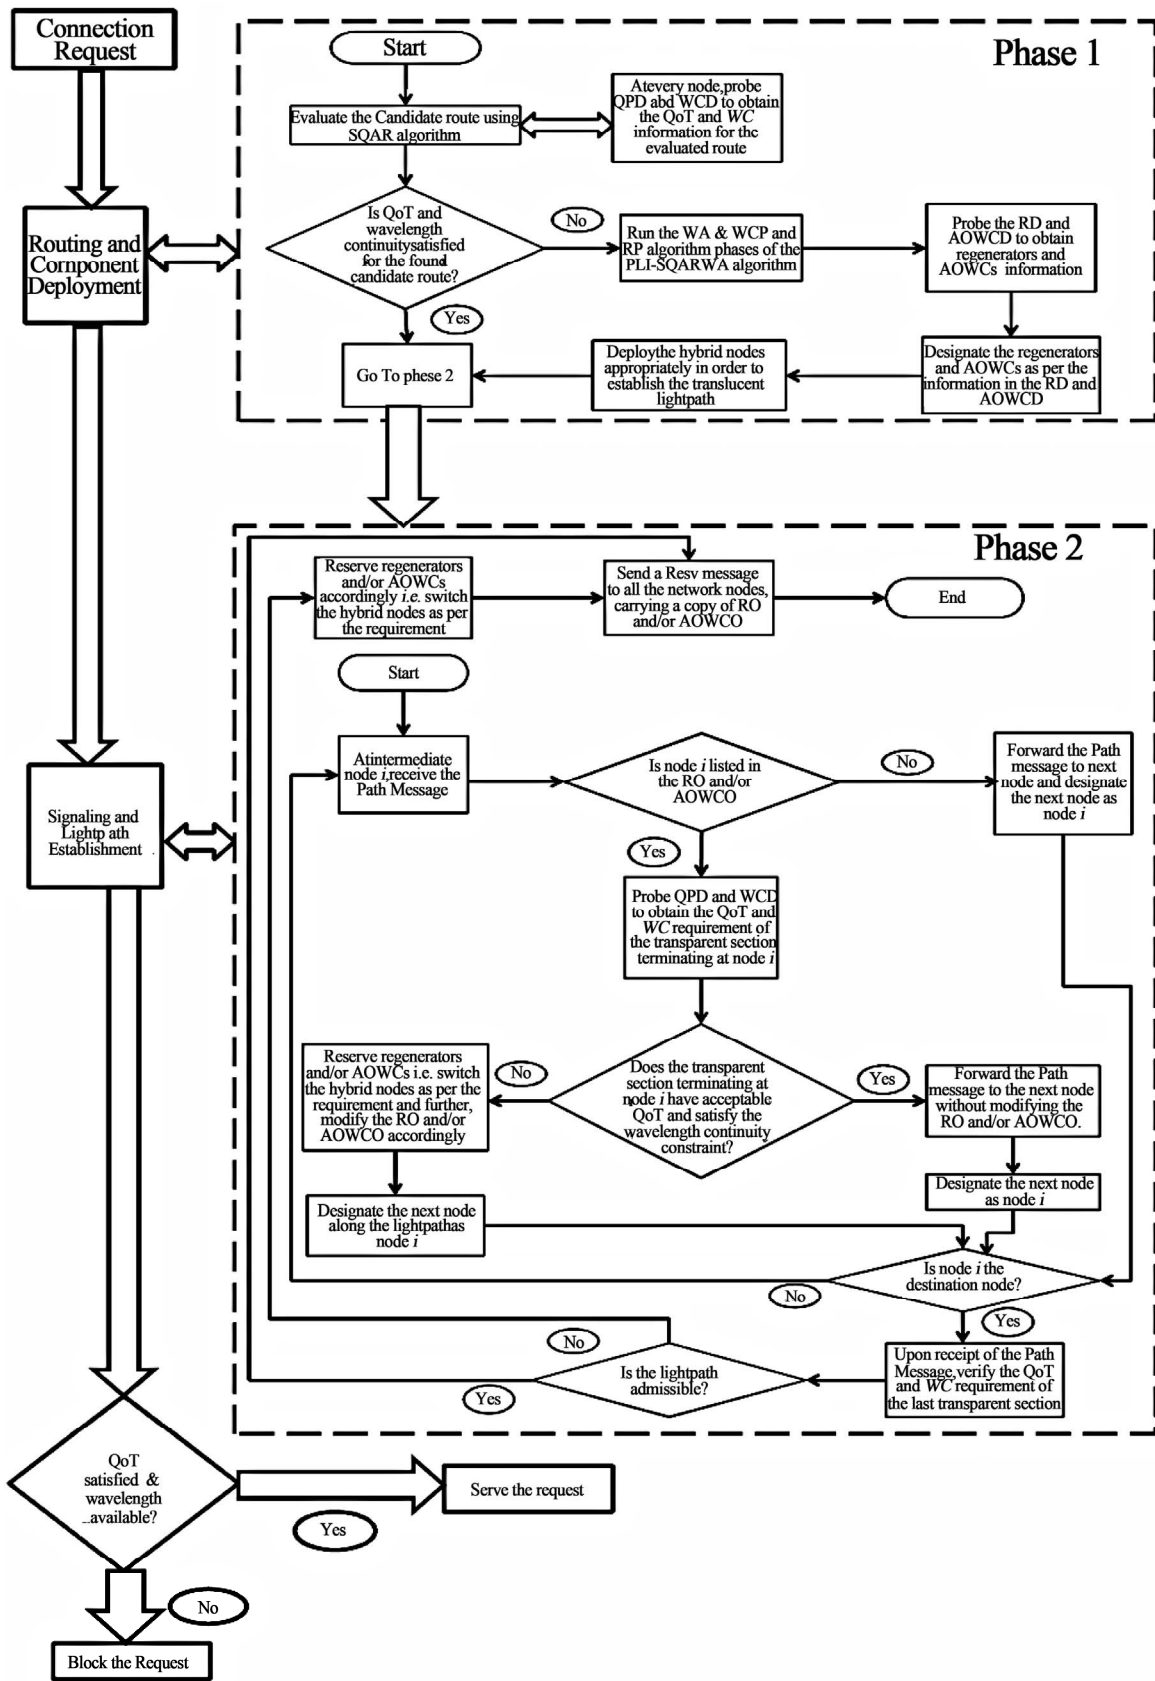 Connection
Request
Phase 1
Start
Evaluate the Candidate route using
SQAR algorithm
Atevery node,probe
QPD abd WCD to obtain
the QoT and WC
information for the
evaluated route
Routing and
Component
Deployment
Is QoT and
wavelength
continuitysatisfied
for the found
candidate route?
No
Run the WA & WCP and
RP algorithm phases of the
PLI-SQARWA algorithm
Probe the RD and
AOWCD to obtain
regenerators and
AOWCs information
Yes
Go To phese 2
Deploythe hybrid nodes
appropriately in order to
establish the translucent
lightpath
Designate the regenerators
and AOWCs as per the
information in the RD and
AOWCD
Phase 2
Reserve regenerators
and/or AOWCs
accordingly i.e. switch
the hybrid nodes as per
the requirement
Send a Resv message
to all the network nodes,
carrying a copy of RO
and/or AOWCO
End
Start
Atintermediate
node i,receive the
Path Message
Is node i listed in
the RO and/or
AOWCO
No
Forward the Path
message to next
node and designate
the next node as
node i
Signaling and
Lightp ath
Establishment
Yes
Probe QPD and WCD
to obtain the QoT and
WC requirement of
the transparent section
terminating at node i
Reserve regenerators
and/or AOWCs i.e. switch
the hybrid nodes as per the
requirement and further,
modify the RO and/or
AOWCO accordingly
No
Does the transparent
section terminating at
node i have acceptable
QoT and satisfy the
wavelength continuity
constraint?
Yes
Forward the Path
message to the next node
without modifying the
RO and/or AOWCO.
Designate the next node
along the lightpathas
node i
Designate the next node
as node i
Is node i the
destination node?
No
Yes
No
Is the lightpath
admissible?
Yes
Upon receipt of the Path
Message,verify the QoT
and WC requirement of
the last transparent section
QoT
satisfied &
wavelength
available?
Serve the request
Yes
No
Block the Request